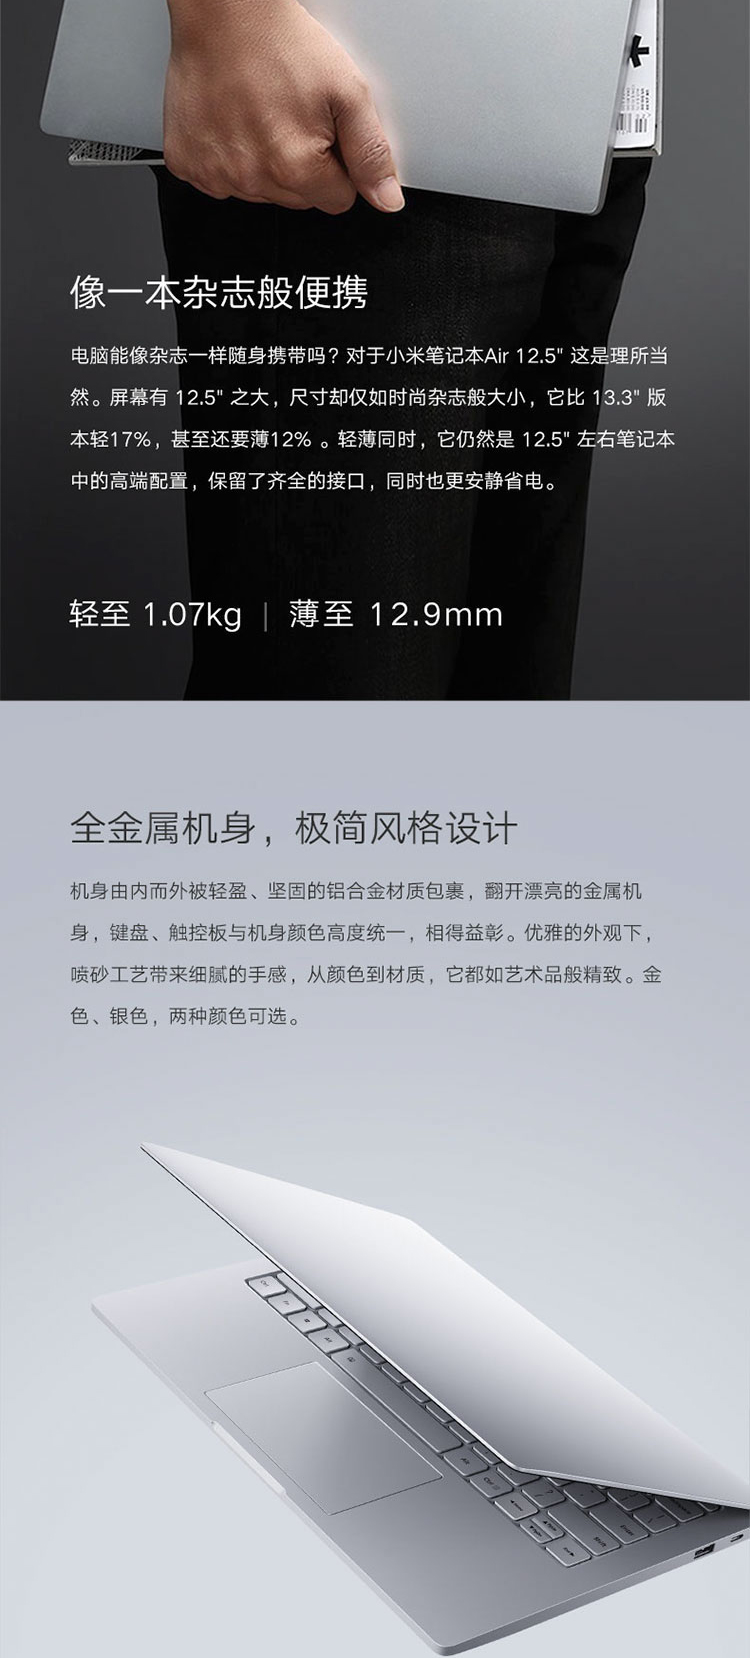 像一本杂志般便携
电脑能像杂志一样随身携带吗？对于小米笔记本Air 12.5" 这是理所当
然。屏幕有 12.5" 之大，尺寸却仅如时尚杂志般大小，它比 13.3" 版
本轻17%，甚至还要薄12% 。轻薄同时，它仍然是 12.5" 左右笔记本
中的高端配置，保留了齐全的接口，同时也更安静省电。
轻至 1.07kg | 薄至 12.9mm
全金属机身，极简风格设计
机身由内而外被轻盈、坚固的铝合金材质包裹，翻开漂亮的金属机
身，键盘、触控板与机身颜色高度统一，相得益彰。优雅的外观下，
喷砂工艺带来细腻的手感，从颜色到材质，它都如艺术品般精致。金
色、银色，两种颜色可选。